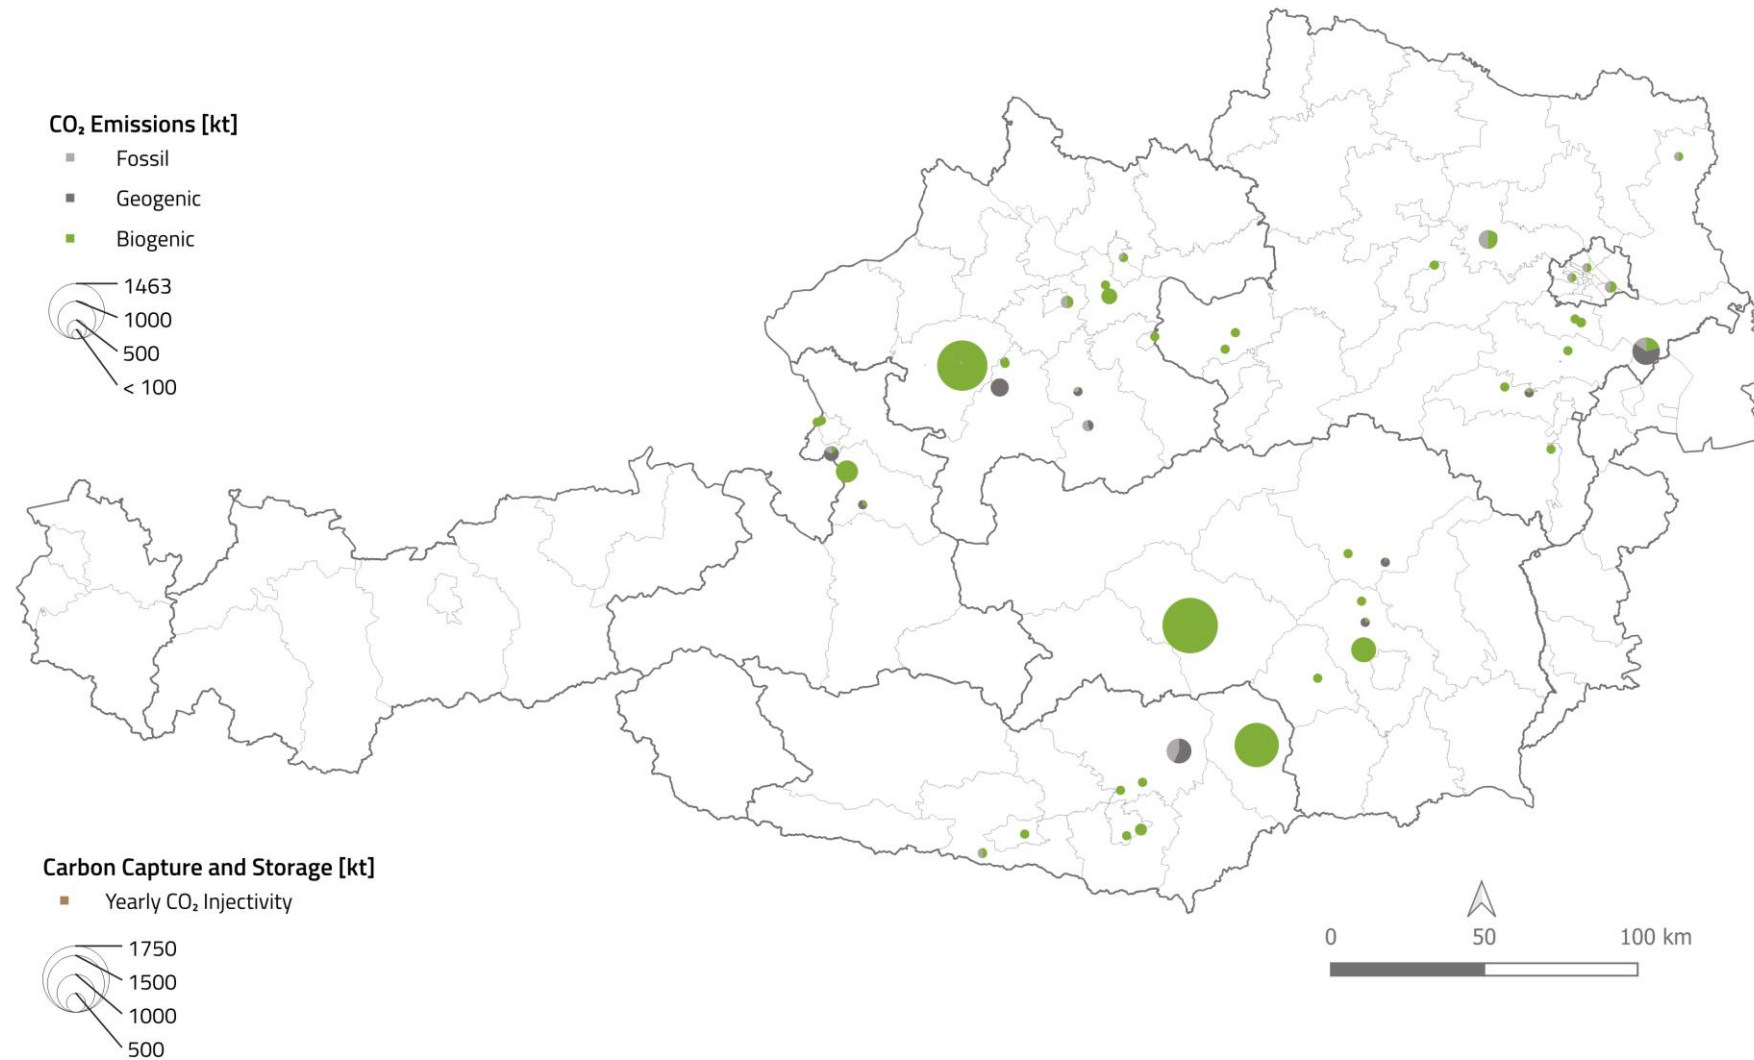 CO₂ Emissions [kt]
Fossil
Geogenic
Biogenic
1463
1000
500
< 100
Carbon Capture and Storage [kt]
Yearly CO₂ Injectivity
1750
1500
1000
500
0 50 100 km